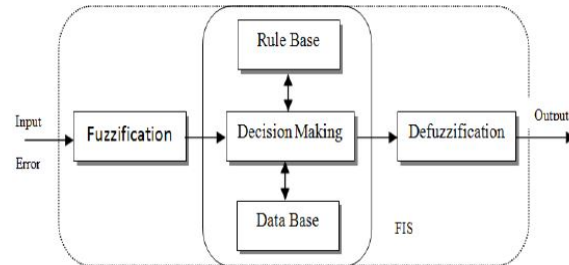 Rule Base
Input
Fuzzification
Decision Making
Defuzzification
Output
Error
Data Base
FIS